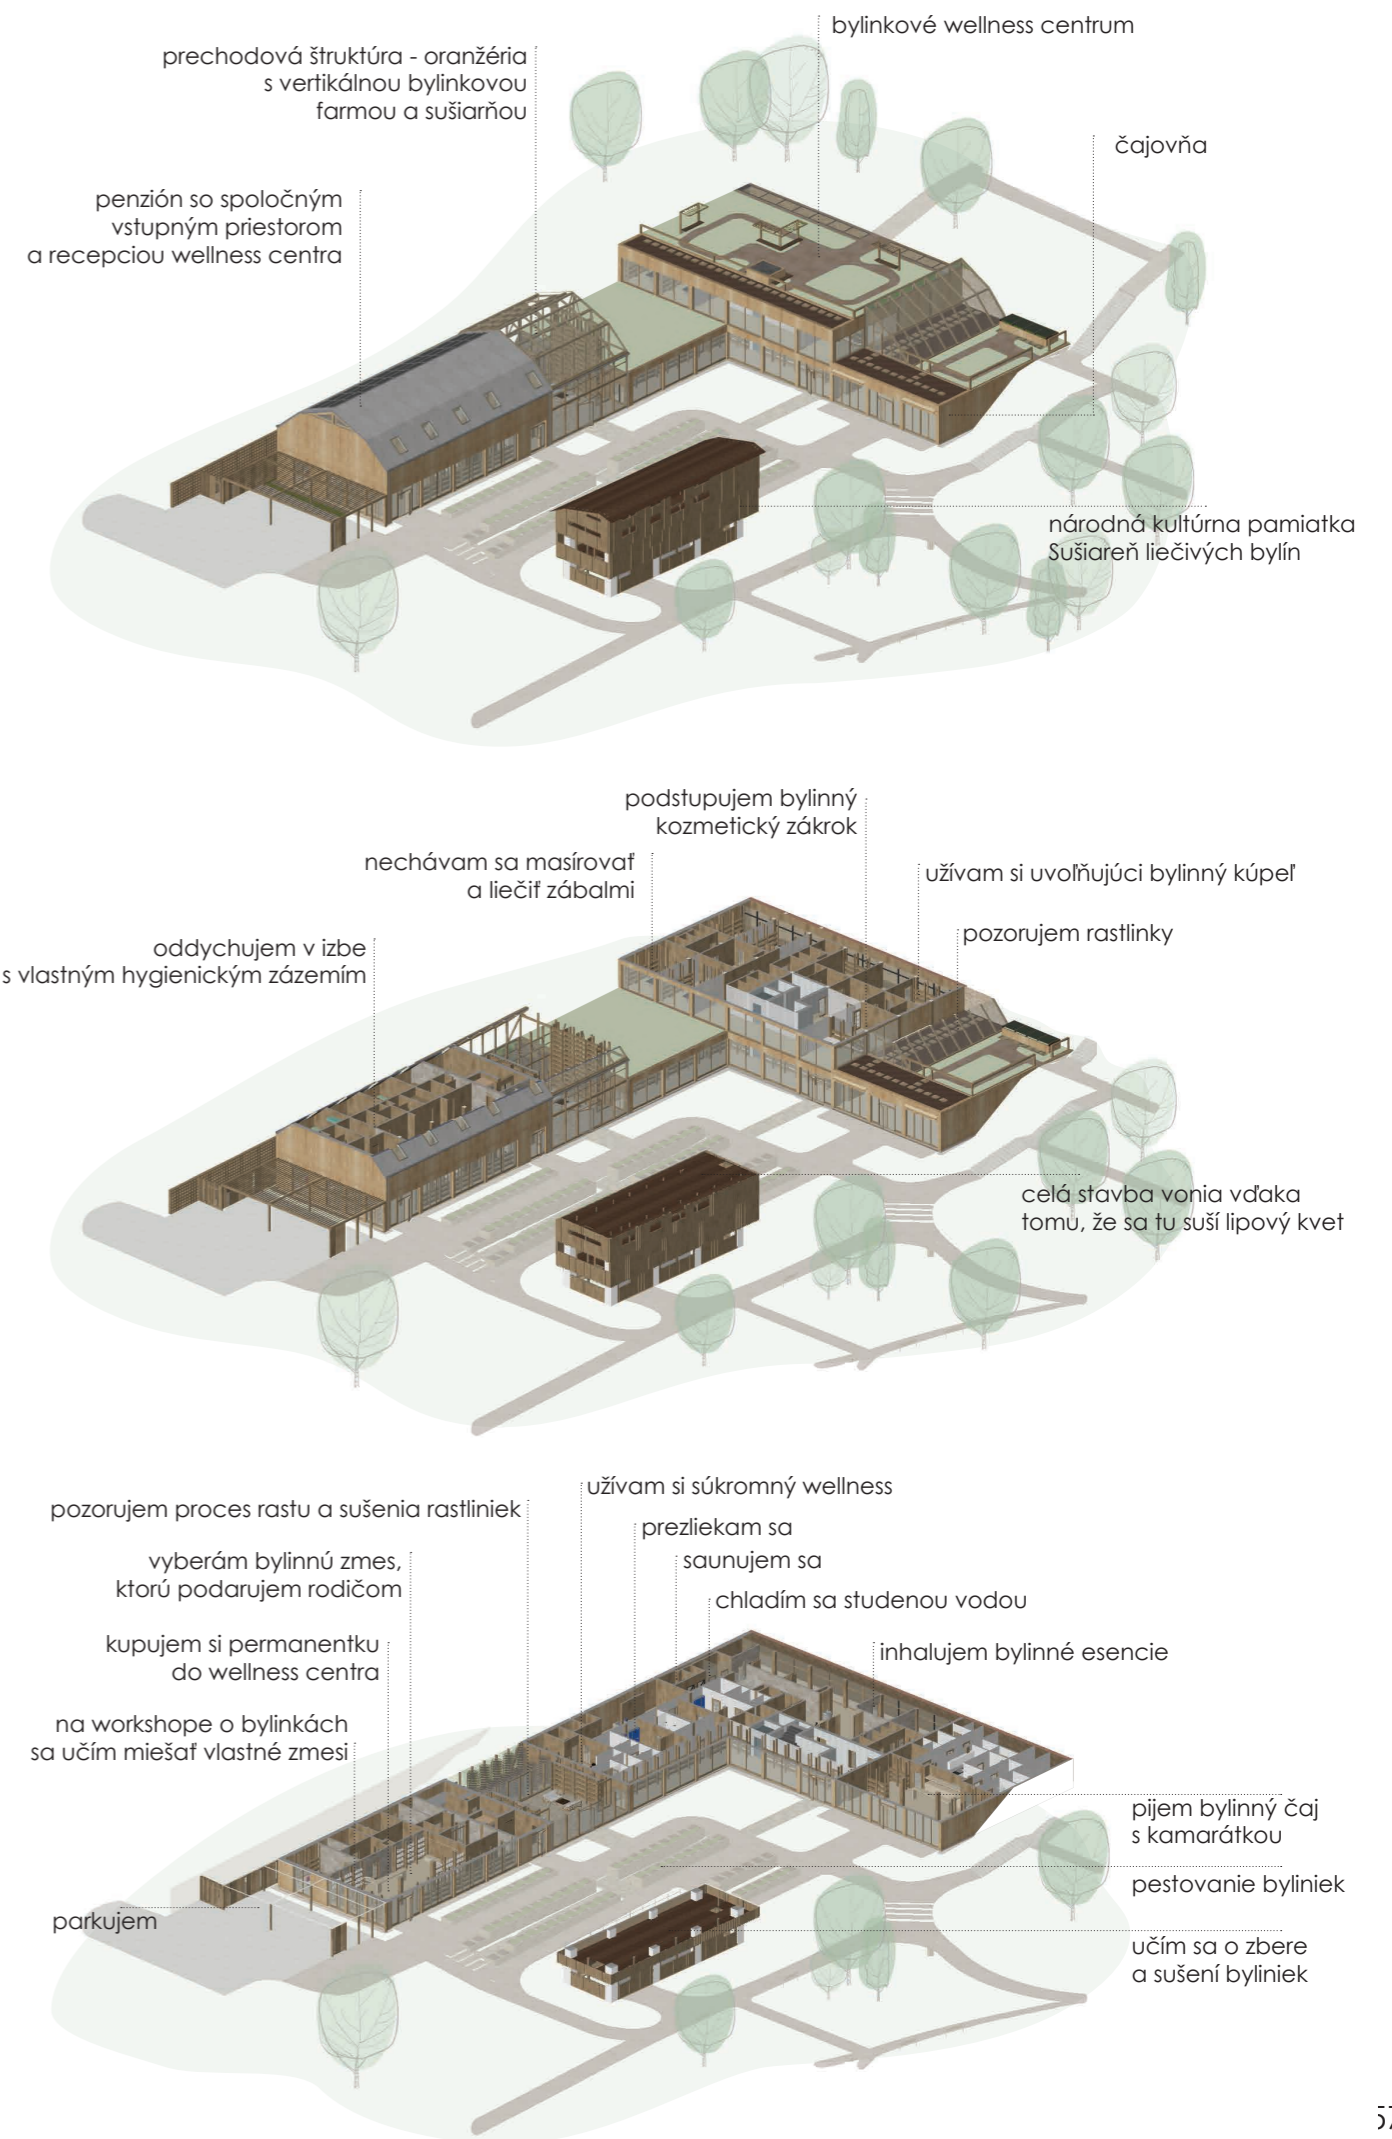 bylinkové wellness centrum
prechodová štruktúra - oranžéria
s vertikálnou bylinkovou
farmou a sušiarňou
čajovňa
penzión so spoločným
vstupným priestorom
a recepciou wellness centra
národná kultúrna pamiatka
Sušiareň liečivých bylín
podstupujem bylinný
kozmetický zákrok
nechávam sa masírovať
a liečiť zábalmi
užívam si uvoľňujúci bylinný kúpeľ
pozorujem rastlinky
oddychujem v izbe
s vlastným hygienickým zázemím
celá stavba vonia vďaka
tomu, že sa tu suší lipový kvet
užívam si súkromný wellness
pozorujem proces rastu a sušenia rastliniek
prezliekam sa
saunujem sa
vyberám bylinnú zmes,
ktorú podarujem rodičom
chladím sa studenou vodou
kupujem si permanentku
do wellness centra
inhalujem bylinné esencie
na workshope o bylinkách
sa učím miešať vlastné zmesi
pijem bylinný čaj
s kamarátkou
pestovanie byliniek
parkujem
učím sa o zbere
a sušení byliniek